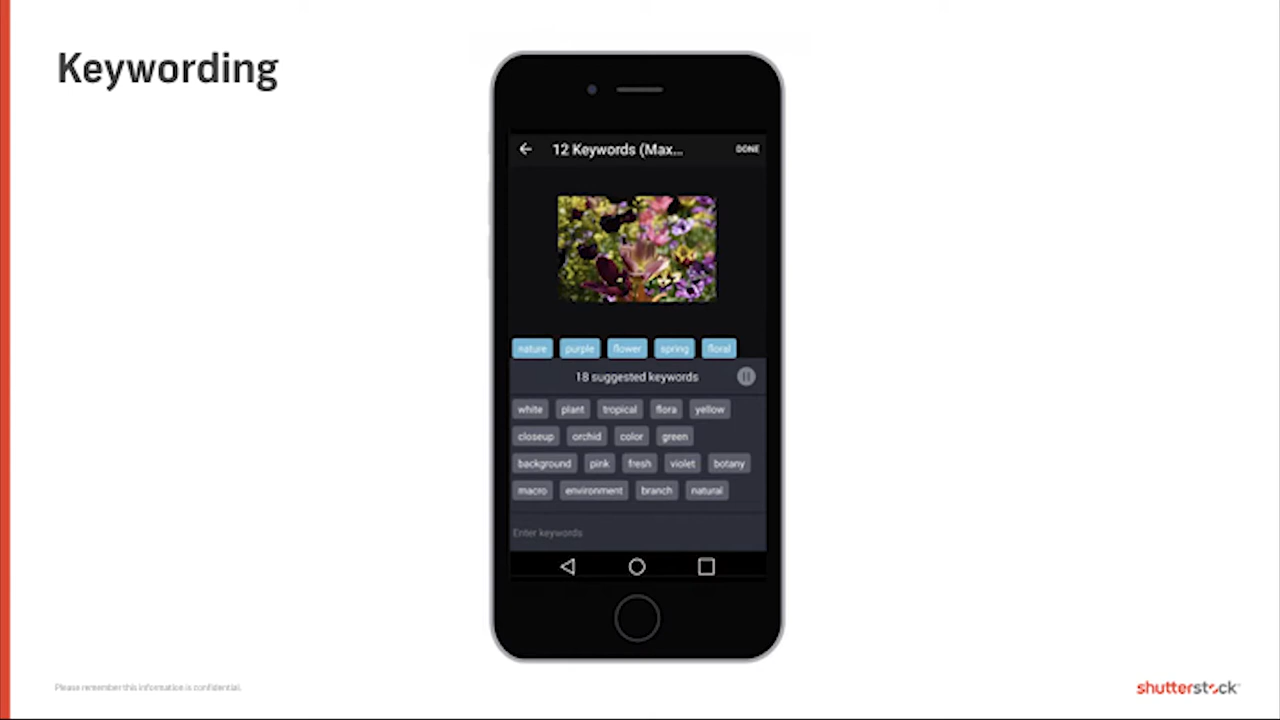 Keywording
12 Keywords (Max...
DONE
nature purple flower spring floral
18 suggested keywords
white plant tropical flora yellow
closeup orchid color green
background pink fresh violet botany
macro environment branch natural
Enter keywords
Please remember this information is confidential.
shutterstock